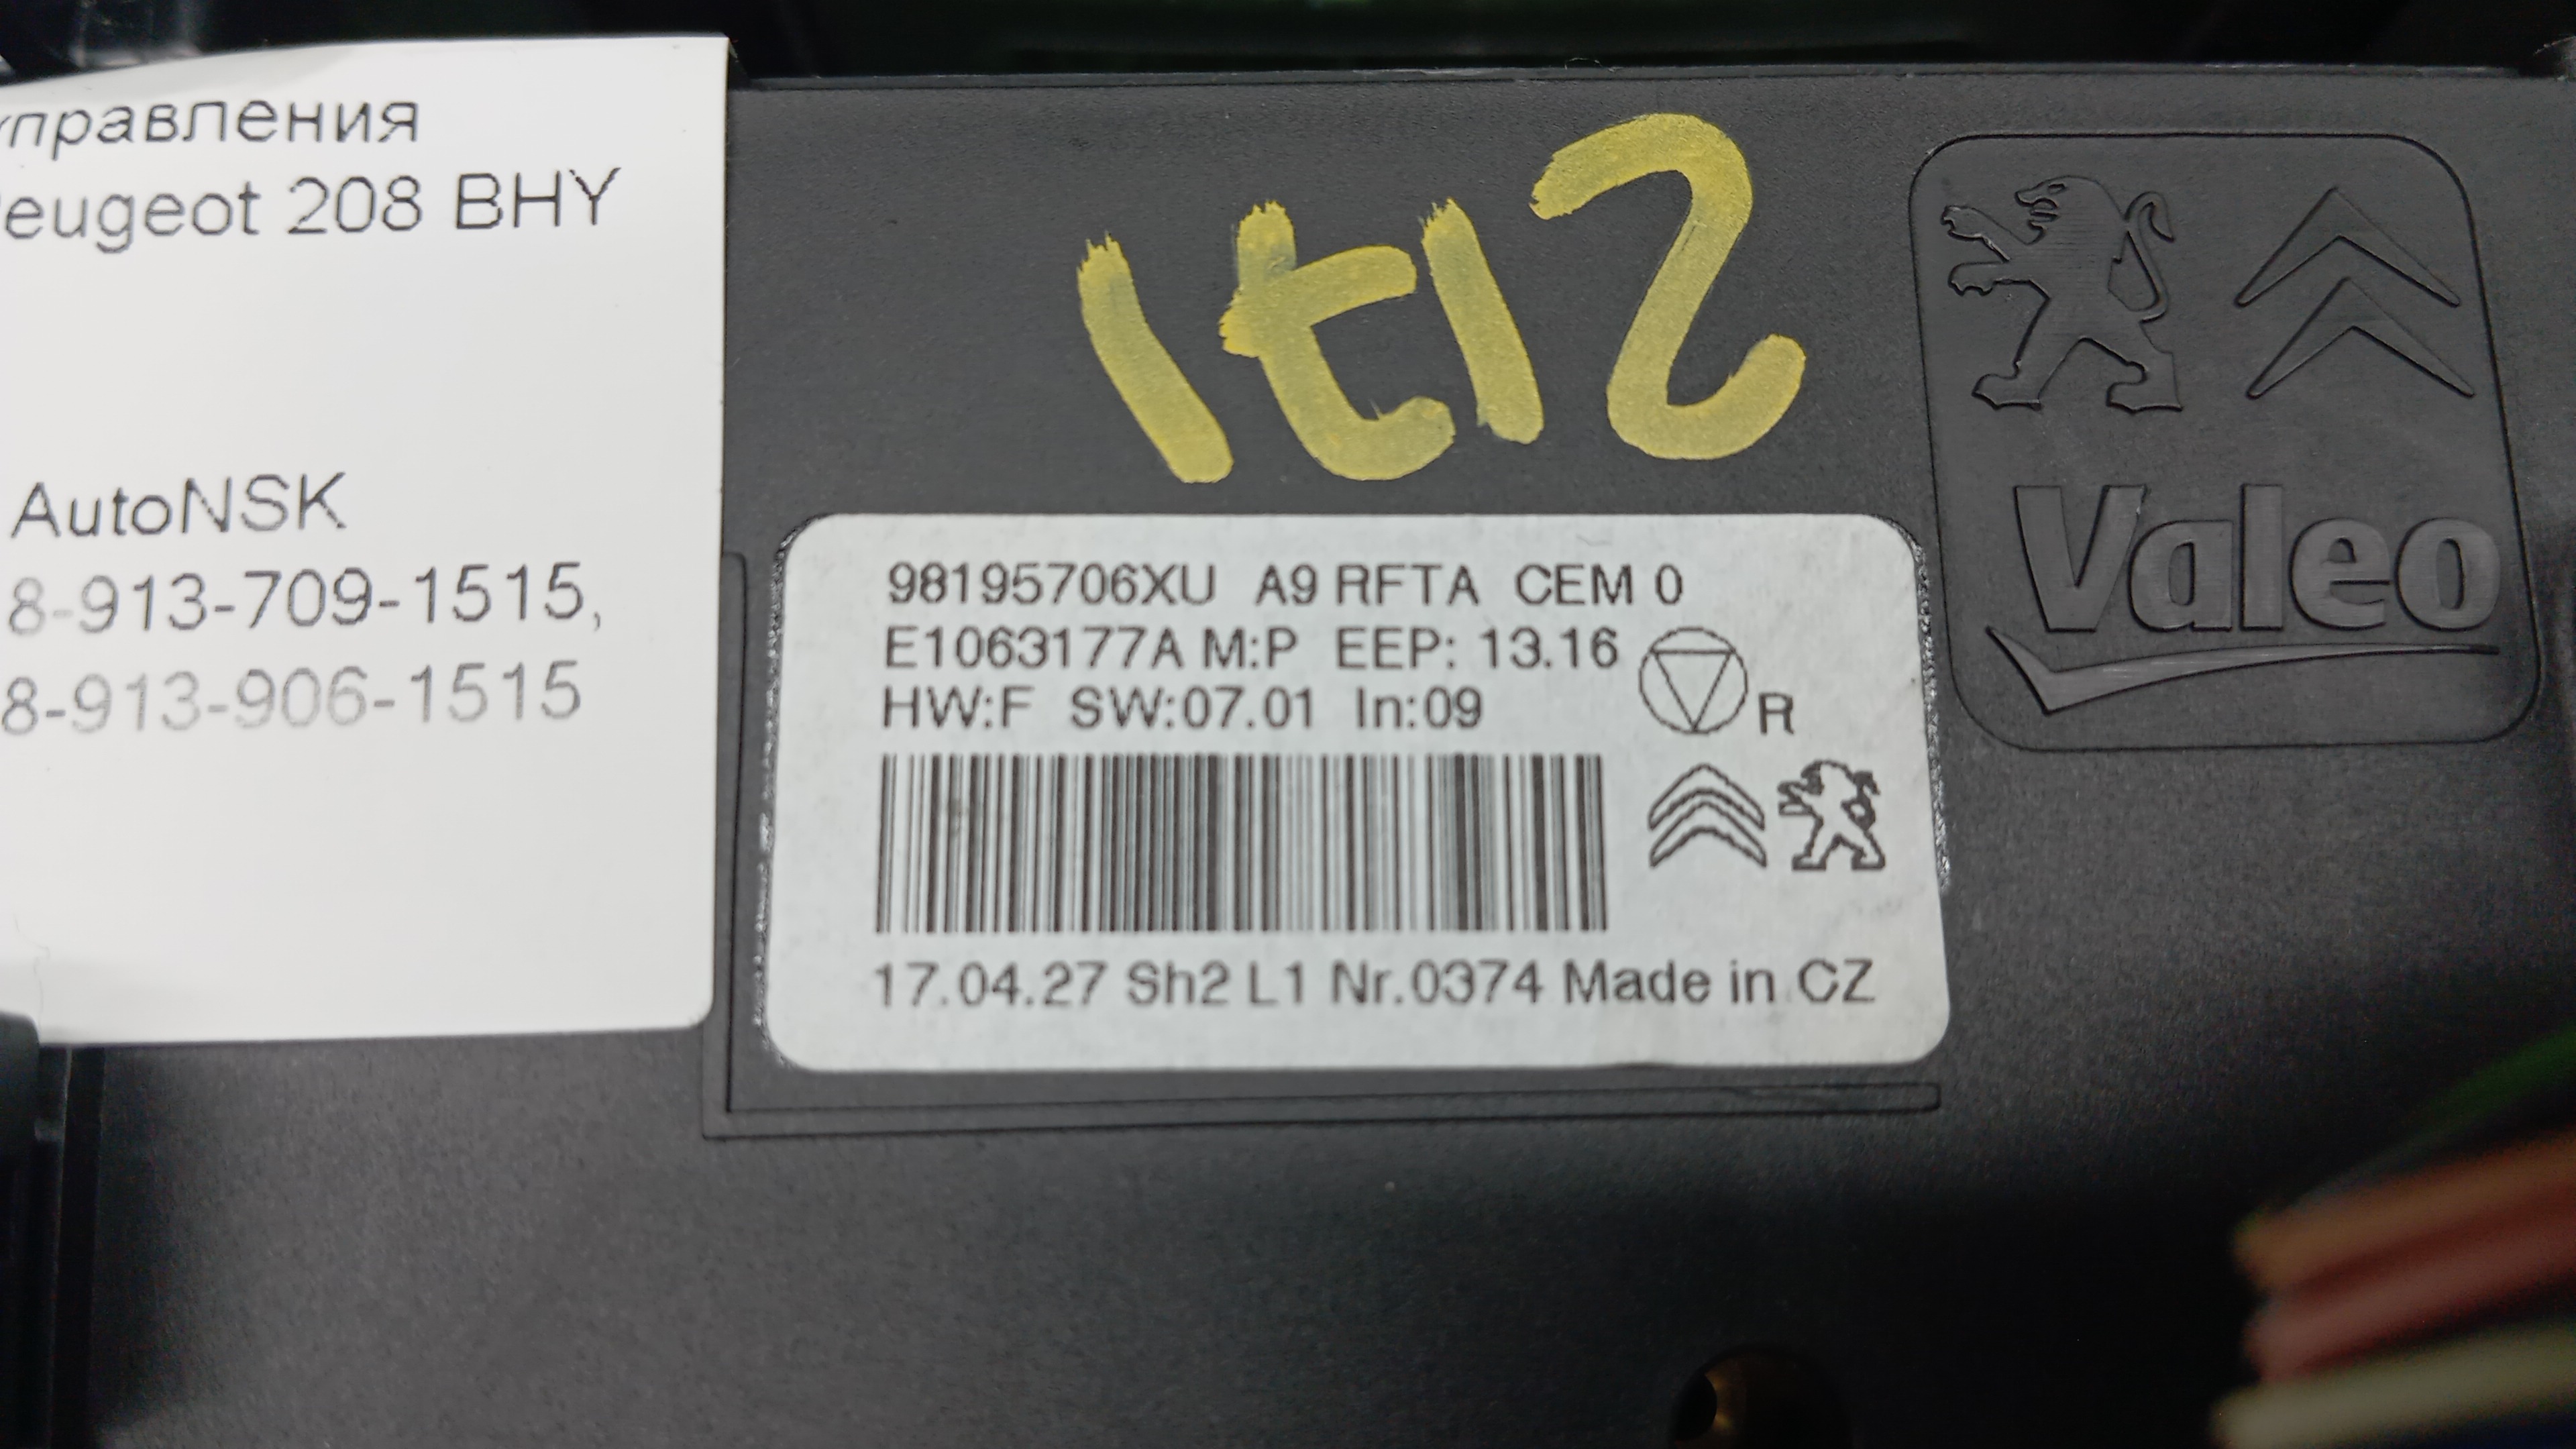 управления
Peugeot 208 BHY
AutoNSK
8-913-709-1515,
8-913-906-1515
Valeo
98195706XU A9 RFTA CEM 0
E1063177A M:P EEP: 13.16
HW:F SW:07.01 In:09
R
17.04.27 Sh2 L1 Nr.0374 Made in CZ